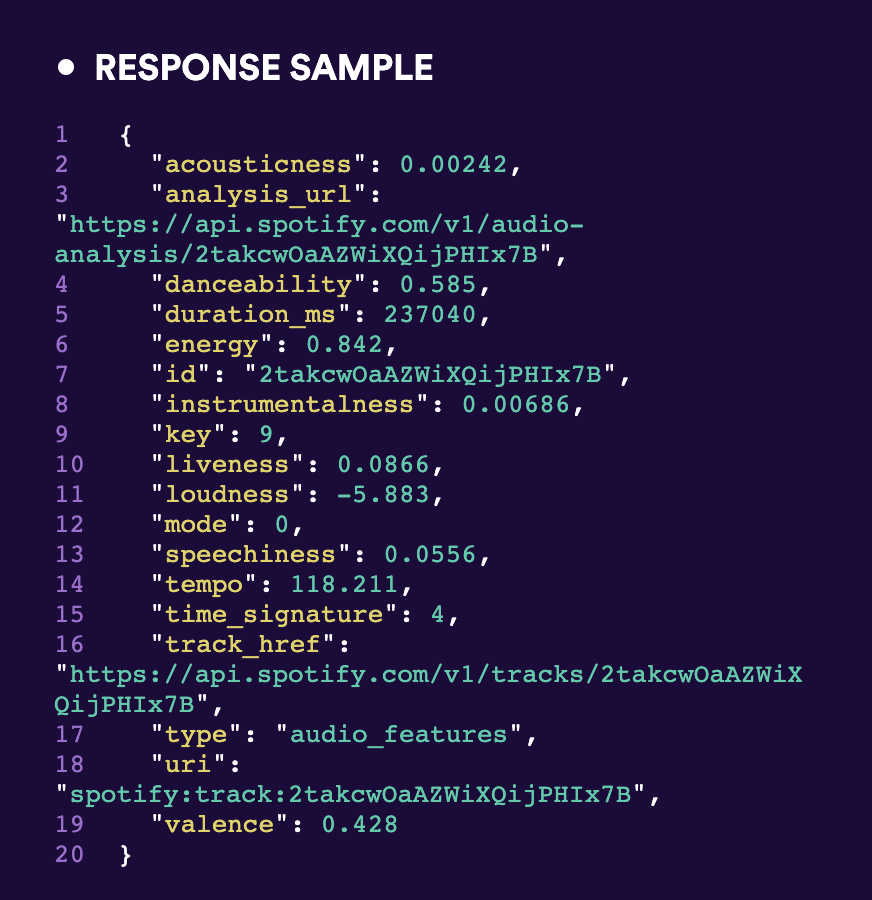 • RESPONSE SAMPLE
1 {
2 "acousticness": 0.00242,
3 "analysis_url":
"https://api.spotify.com/v1/audio-
analysis/2takcwOaAZWiXQijPHIx7B",
4 "danceability": 0.585,
5 "duration_ms": 237040,
6 "energy": 0.842,
7 "id": "2takcwOaAZWiXQijPHIx7B",
8 "instrumentalness": 0.00686,
9 "key": 9,
10 "liveness": 0.0866,
11 "loudness": -5.883,
12 "mode": 0,
13 "speechiness": 0.0556,
14 "tempo": 118.211,
15 "time_signature": 4,
16 "track_href":
"https://api.spotify.com/v1/tracks/2takcwOaAZWiX
QijPHIx7B",
17 "type": "audio_features",
18 "uri":
"spotify:track:2takcwOaAZWiXQijPHIx7B",
19 "valence": 0.428
20 }